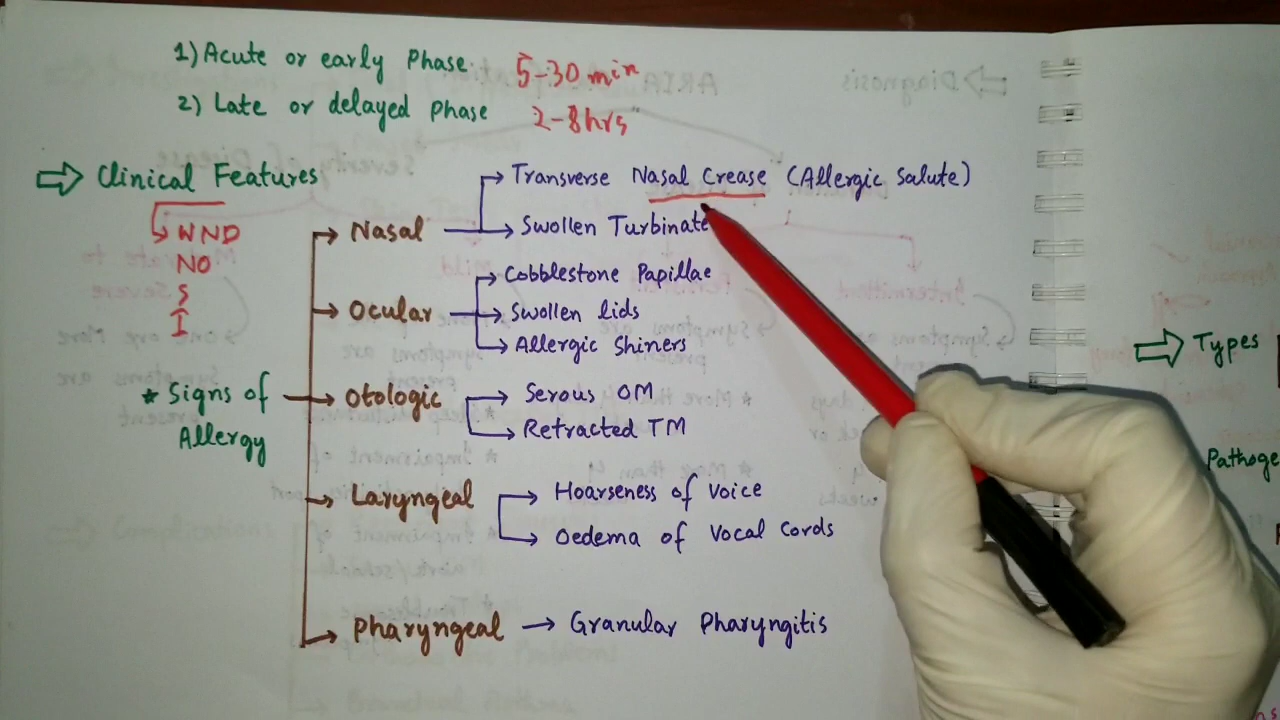 1) Acute or early Phase 5-30 min
2) Late or delayed Phase 2-8hrs
⇨ Clinical Features
WND
NO
S
I
* Signs of
Allergy
→ Nasal
→ Transverse Nasal Crease (Allergic Salute)
→ Swollen Turbinate
→ Ocular
→ Cobblestone Papillae
→ Swollen lids
→ Allergic Shiners
→ Otologic
→ Serous OM
→ Retracted TM
→ Laryngeal
→ Hoarseness of Voice
→ Oedema of Vocal Cords
→ Pharyngeal → Granular Pharyngitis
⇨ Types
Pathoge